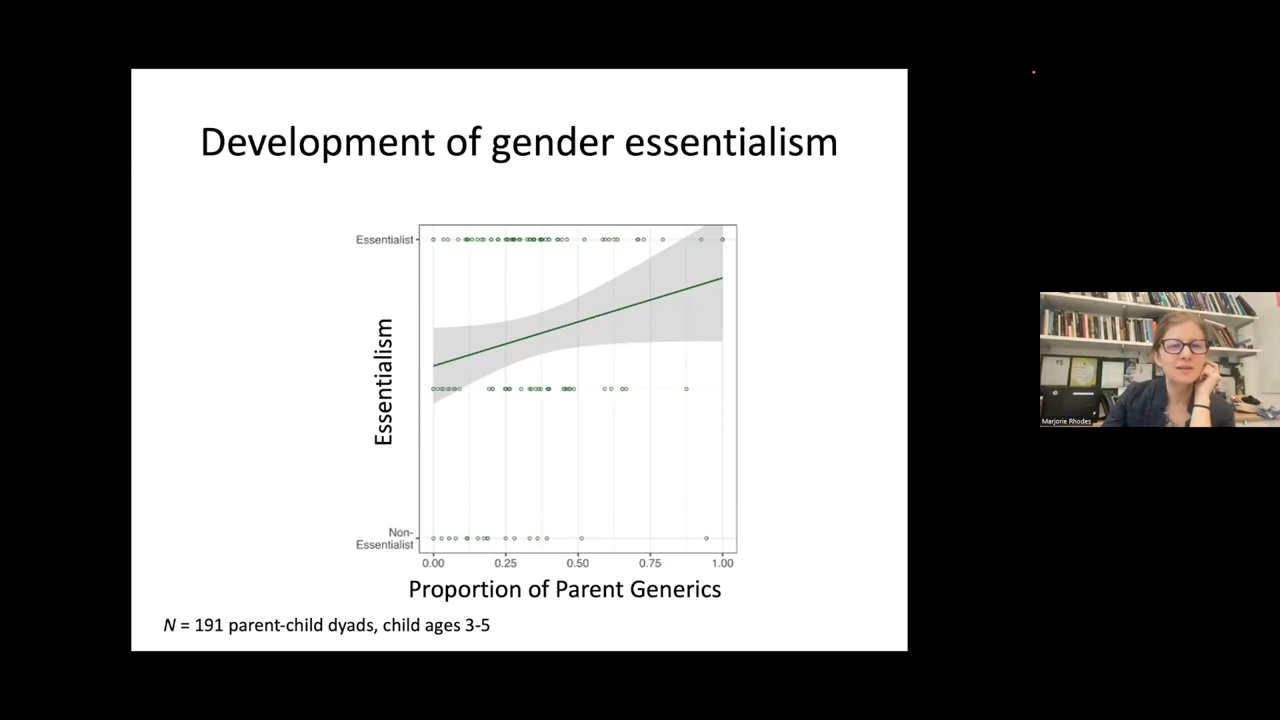 Development of gender essentialism
Essentialist
Essentialism
Non-
Essentialist
0.00 0.25 0.50 0.75 1.00
Proportion of Parent Generics
N = 191 parent-child dyads, child ages 3-5
Marjorie Rhodes